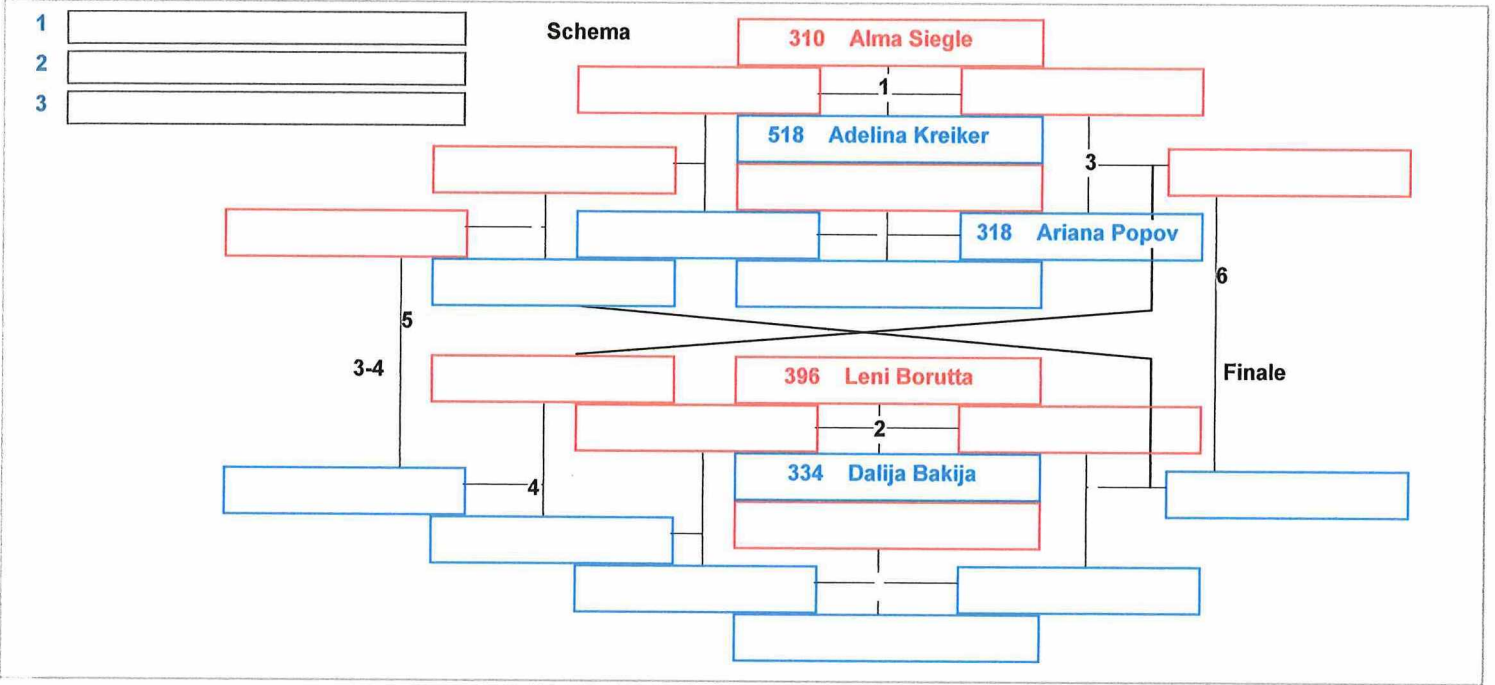 1
2
3
Schema
310 Alma Siegle
1
518 Adelina Kreiker
3
318 Ariana Popov
6
5
3-4
396 Leni Borutta
Finale
2
334 Dalija Bakija
4